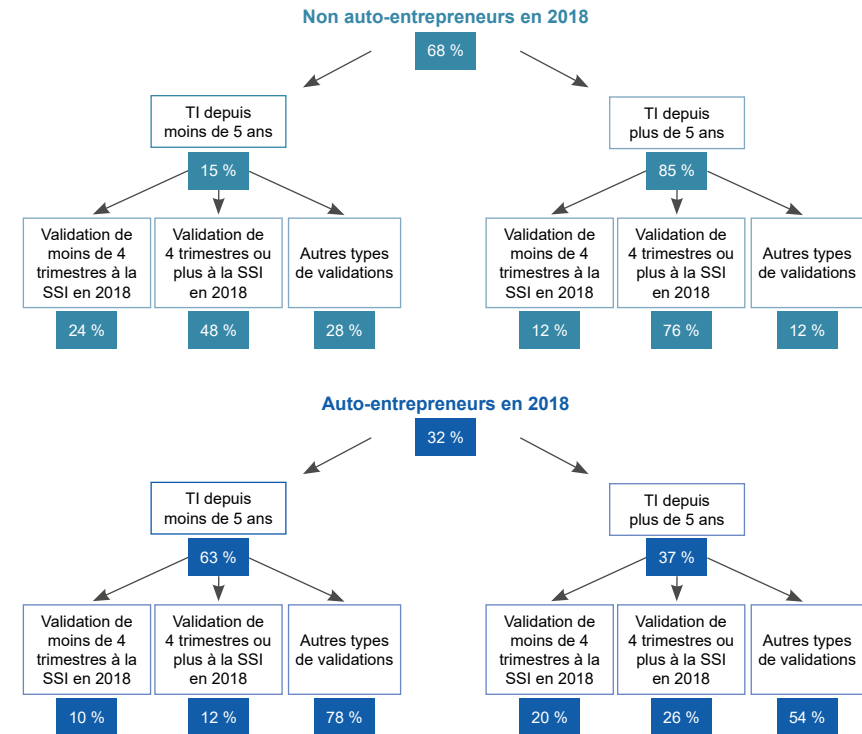 Non auto-entrepreneurs en 2018
68 %
TI depuis
moins de 5 ans
15 %
Validation de
moins de 4
trimestres à la
SSI en 2018
24 %
Validation de
4 trimestres ou
plus à la SSI
en 2018
48 %
Autres types
de validations
28 %
TI depuis
plus de 5 ans
85 %
Validation de
moins de 4
trimestres à la
SSI en 2018
12 %
Validation de
4 trimestres ou
plus à la SSI
en 2018
76 %
Autres types
de validations
12 %
Auto-entrepreneurs en 2018
32 %
TI depuis
moins de 5 ans
63 %
Validation de
moins de 4
trimestres à la
SSI en 2018
10 %
Validation de
4 trimestres ou
plus à la SSI
en 2018
12 %
Autres types
de validations
78 %
TI depuis
plus de 5 ans
37 %
Validation de
moins de 4
trimestres à la
SSI en 2018
20 %
Validation de
4 trimestres ou
plus à la SSI
en 2018
26 %
Autres types
de validations
54 %